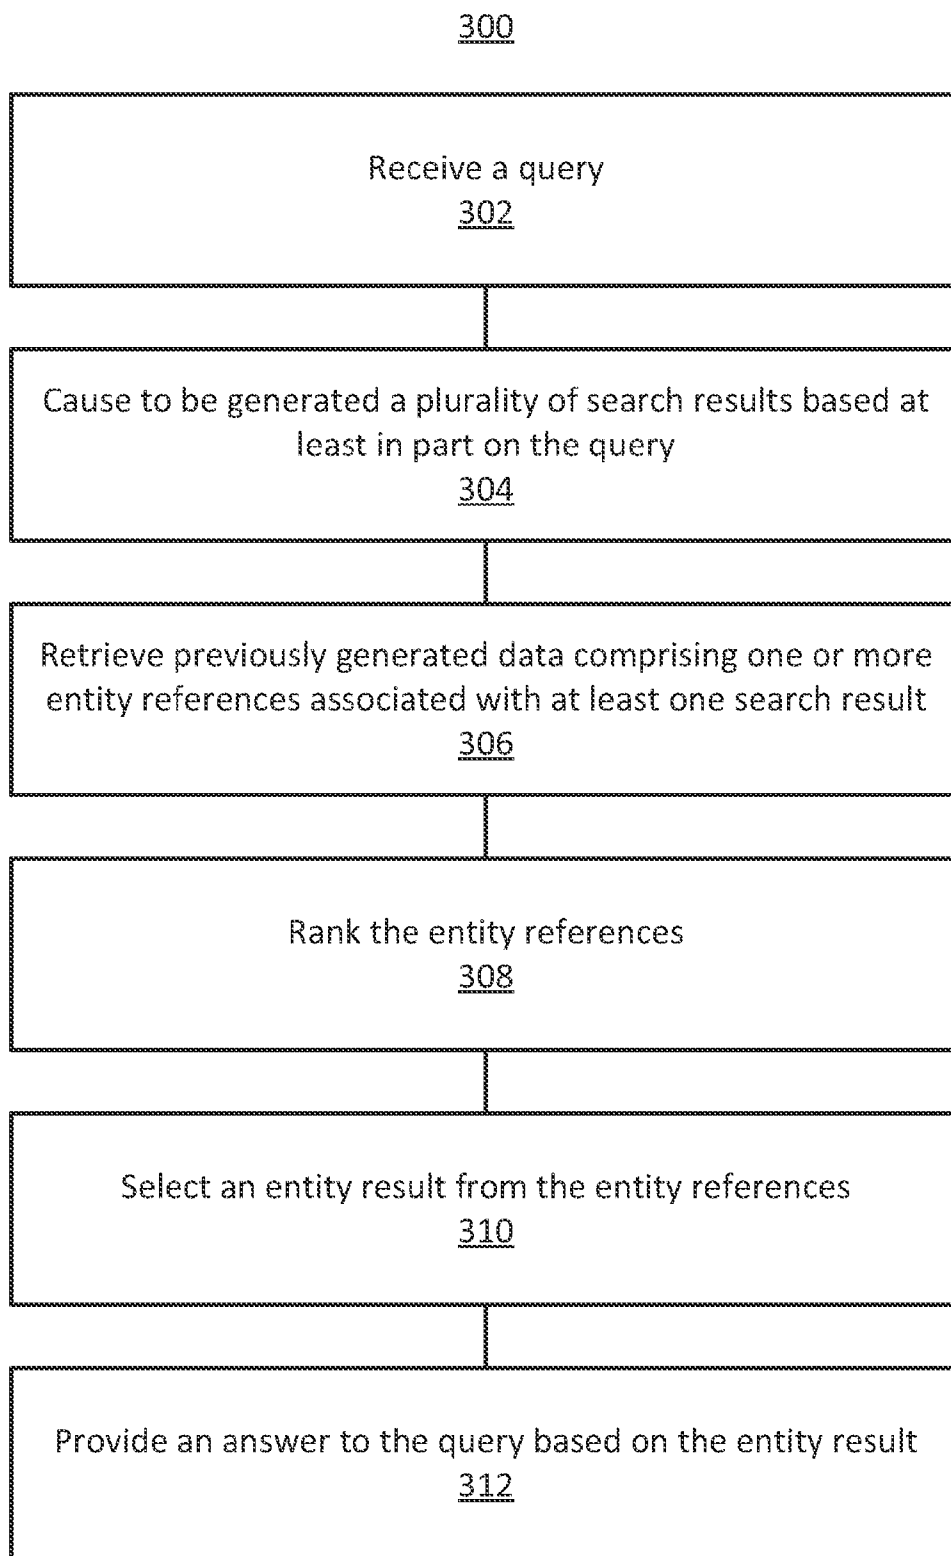 300
Receive a query
302
Cause to be generated a plurality of search results based at
least in part on the query
304
Retrieve previously generated data comprising one or more
entity references associated with at least one search result
306
Rank the entity references
308
Select an entity result from the entity references
310
Provide an answer to the query based on the entity result
312